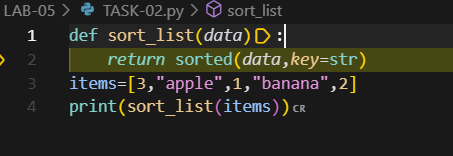 LAB-05 > TASK-02.py > sort_list
1 def sort_list(data):
2 return sorted(data,key=str)
3 items=[3,"apple",1,"banana",2]
4 print(sort_list(items))CR